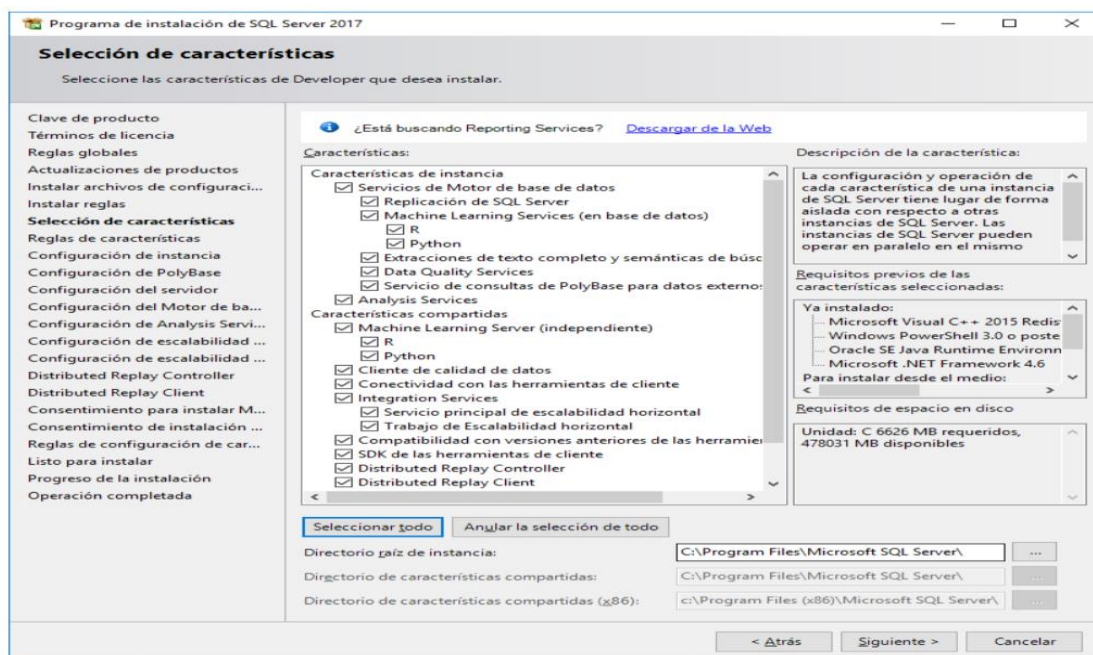 Programa de instalación de SQL Server 2017
Selección de características
Seleccione las características de Developer que desea instalar.
Clave de producto
Términos de licencia
Reglas globales
Actualizaciones de productos
Instalar archivos de configuraci...
Instalar reglas
Selección de características
Reglas de características
Configuración de instancia
Configuración de PolyBase
Configuración del servidor
Configuración del Motor de ba...
Configuración de Analysis Servi...
Configuración de escalabilidad ...
Configuración de escalabilidad ...
Distributed Replay Controller
Distributed Replay Client
Consentimiento para instalar M...
Consentimiento de instalación ...
Reglas de configuración de car...
Listo para instalar
Progreso de la instalación
Operación completada
¿Está buscando Reporting Services? Descargar de la Web
Características:
Características de instancia
Servicios de Motor de base de datos
Replicación de SQL Server
Machine Learning Services (en base de datos)
R
Python
Extracciones de texto completo y semánticas de búsc
Data Quality Services
Servicio de consultas de PolyBase para datos externos
Analysis Services
Características compartidas
Machine Learning Server (independiente)
R
Python
Cliente de calidad de datos
Conectividad con las herramientas de cliente
Integration Services
Servicio principal de escalabilidad horizontal
Trabajo de Escalabilidad horizontal
Compatibilidad con versiones anteriores de las herramier
SDK de las herramientas de cliente
Distributed Replay Controller
Distributed Replay Client
Descripción de la característica:
La configuración y operación de
cada característica de una instancia
de SQL Server tiene lugar de forma
aislada con respecto a otras
instancias de SQL Server. Las
instancias de SQL Server pueden
operar en paralelo en el mismo
Requisitos previos de las
características seleccionadas:
Ya instalado:
Microsoft Visual C++ 2015 Redis
Windows PowerShell 3.0 o poste
Oracle SE Java Runtime Environn
Microsoft .NET Framework 4.6
Para instalar desde el medio:
Requisitos de espacio en disco
Unidad: C 6626 MB requeridos,
478031 MB disponibles
Seleccionar todo Anular la selección de todo
Directorio raíz de instancia: C:\Program Files\Microsoft SQL Server\ ...
Directorio de características compartidas: C:\Program Files\Microsoft SQL Server\ ...
Directorio de características compartidas (x86): c:\Program Files (x86)\Microsoft SQL Server\ ...
< Atrás Siguiente > Cancelar